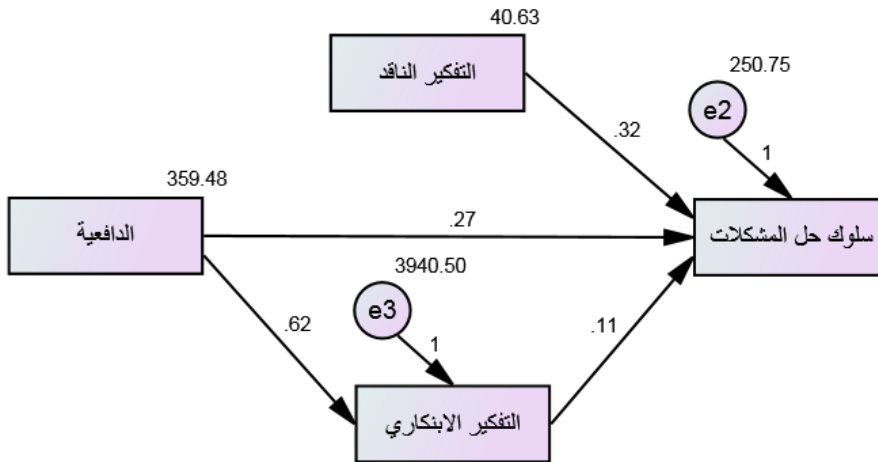 40.63
التفكير الناقد
250.75
e2
.32
1
359.48
الدافعية
.27
سلوك حل المشكلات
3940.50
e3
.62
1
.11
التفكير الابتكاري